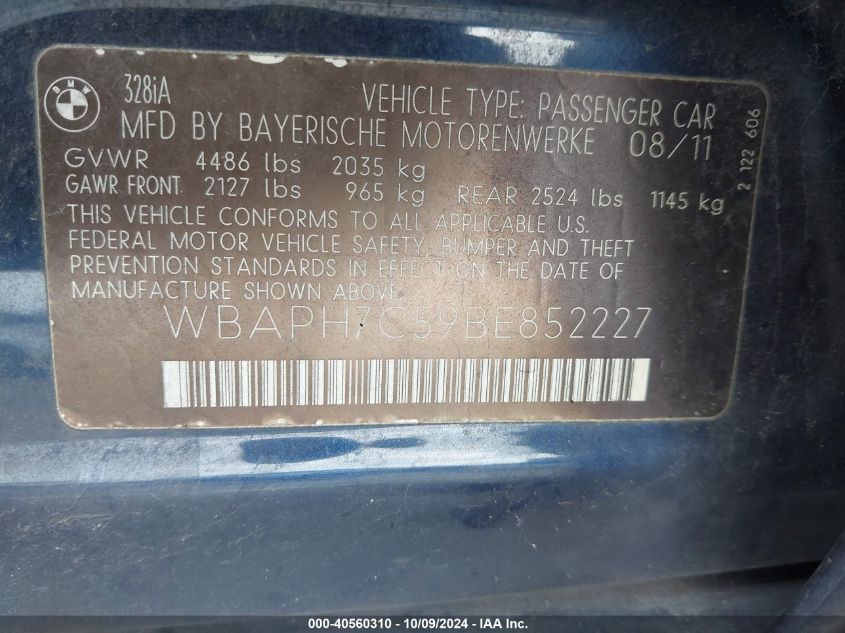 BMW
328iA
VEHICLE TYPE: PASSENGER CAR
MFD BY BAYERISCHE MOTORENWERKE 08/11
GVWR 4486 lbs 2035 kg
GAWR FRONT 2127 lbs 965 kg REAR 2524 lbs 1145 kg
THIS VEHICLE CONFORMS TO ALL APPLICABLE U.S.
FEDERAL MOTOR VEHICLE SAFETY, BUMPER AND THEFT
PREVENTION STANDARDS IN EFFECT ON THE DATE OF
MANUFACTURE SHOWN ABOVE.
WBAPH7C59BE852227
2 122 606
000-40560310 - 10/09/2024 - IAA Inc.